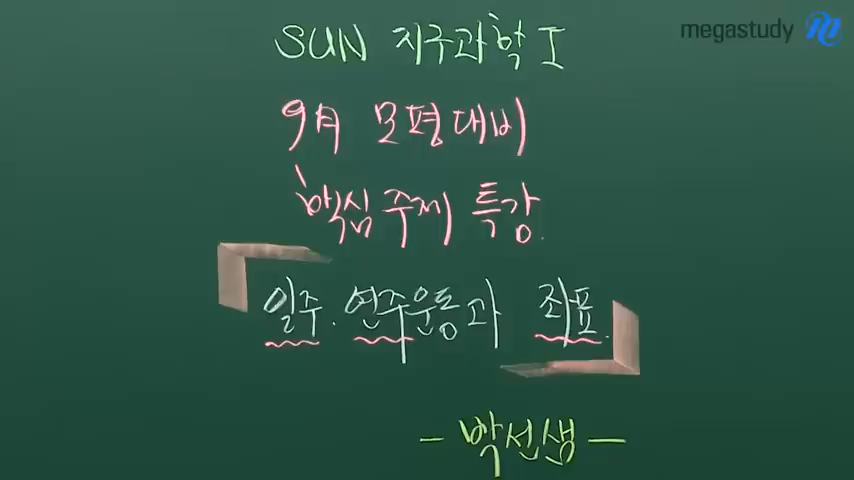 megastudy
SUN 지구과학 I
9月 모평대비
핵심주제 특강.
일주.연주운동과 좌표.
- 박선생 -